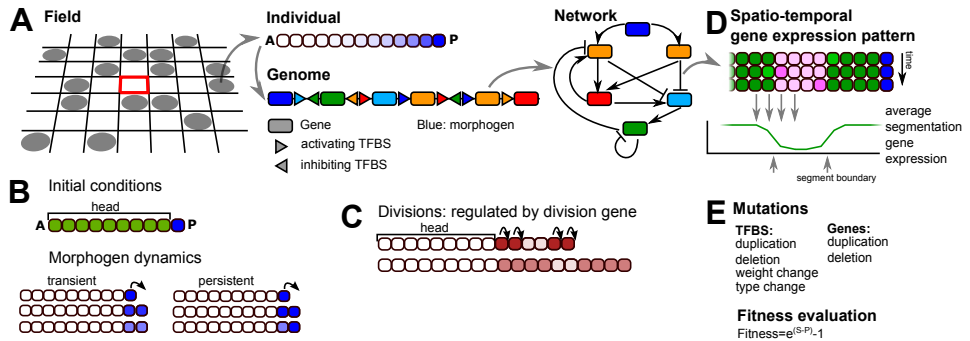 A
Field
Individual
A
P
Genome
Gene
activating TFBS
inhibiting TFBS
Blue: morphogen
Network
D
Spatio-temporal
gene expression pattern
time
average
segmentation
gene
expression
segment boundary
B
Initial conditions
head
A
P
Morphogen dynamics
transient
persistent
C
Divisions: regulated by division gene
head
E
Mutations
TFBS:
duplication
deletion
weight change
type change
Genes:
duplication
deletion
Fitness evaluation
Fitness=e(S-P)-1